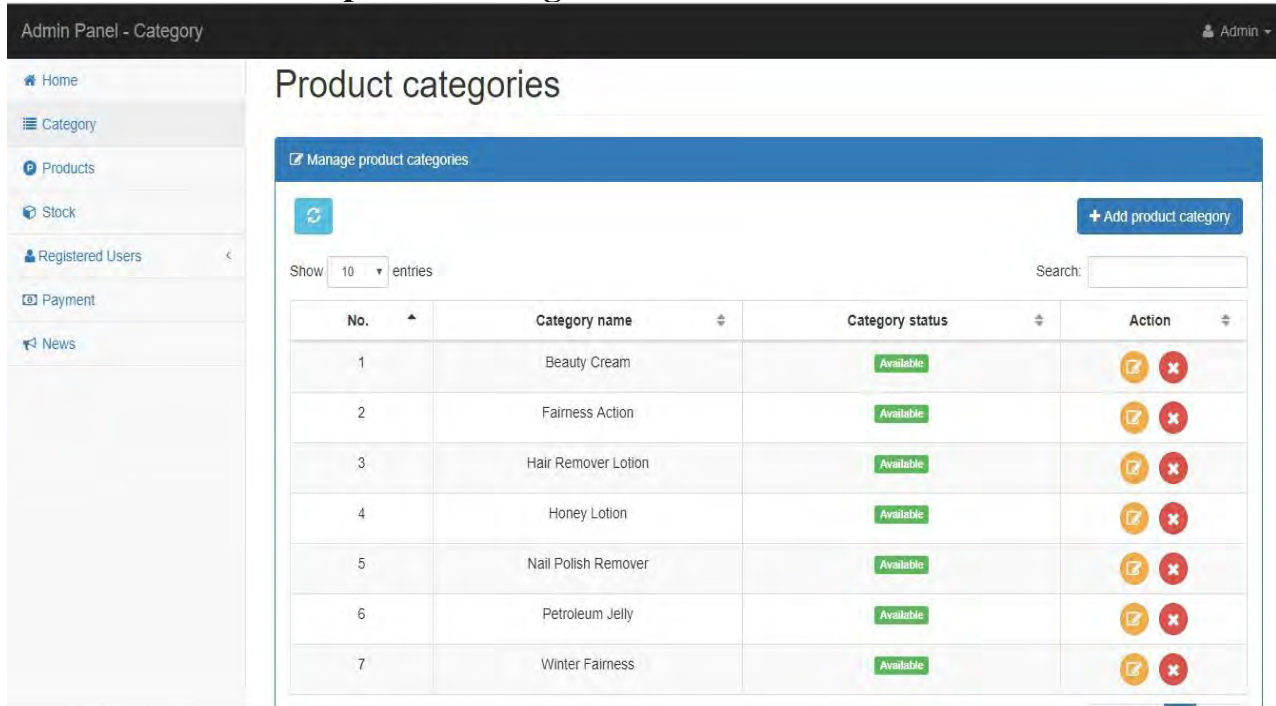 Admin Panel - Category
Admin
Home
Category
Products
Stock
Registered Users
Payment
News
Product categories
Manage product categories
+ Add product category
Show 10 entries
Search:
No. Category name Category status Action
1 Beauty Cream Available
2 Fairness Action Available
3 Hair Remover Lotion Available
4 Honey Lotion Available
5 Nail Polish Remover Available
6 Petroleum Jelly Available
7 Winter Fairness Available